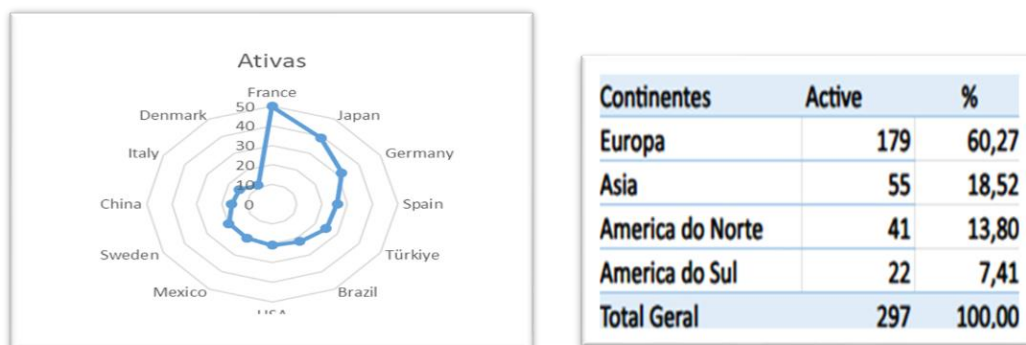 Ativas
France
50
Denmark
40
Japan
30
Italy
20
Germany
10
China
0
Spain
Sweden
Türkiye
Mexico
Brazil
USA
Continentes Active %
Europa 179 60,27
Asia 55 18,52
America do Norte 41 13,80
America do Sul 22 7,41
Total Geral 297 100,00